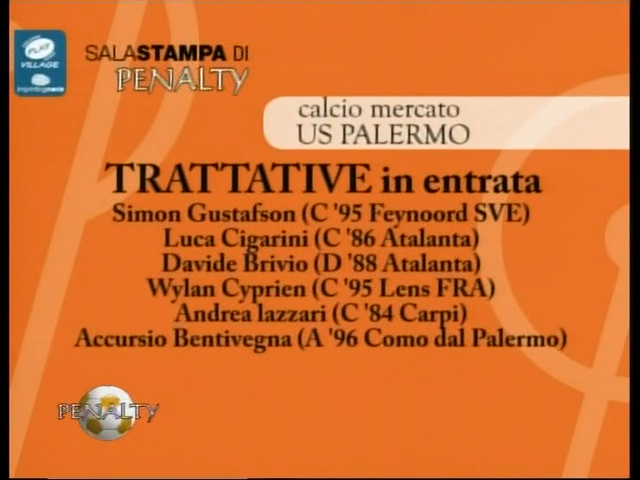 PLAY
VILLAGE
SALASTAMPA DI
PENALTY
calcio mercato
US PALERMO
TRATTATIVE in entrata
Simon Gustafson (C '95 Feynoord SVE)
Luca Cigarini (C '86 Atalanta)
Davide Brivio (D '88 Atalanta)
Wylan Cyprien (C '95 Lens FRA)
Andrea lazzari (C '84 Carpi)
Accursio Bentivegna (A '96 Como dal Palermo)
PENALTY